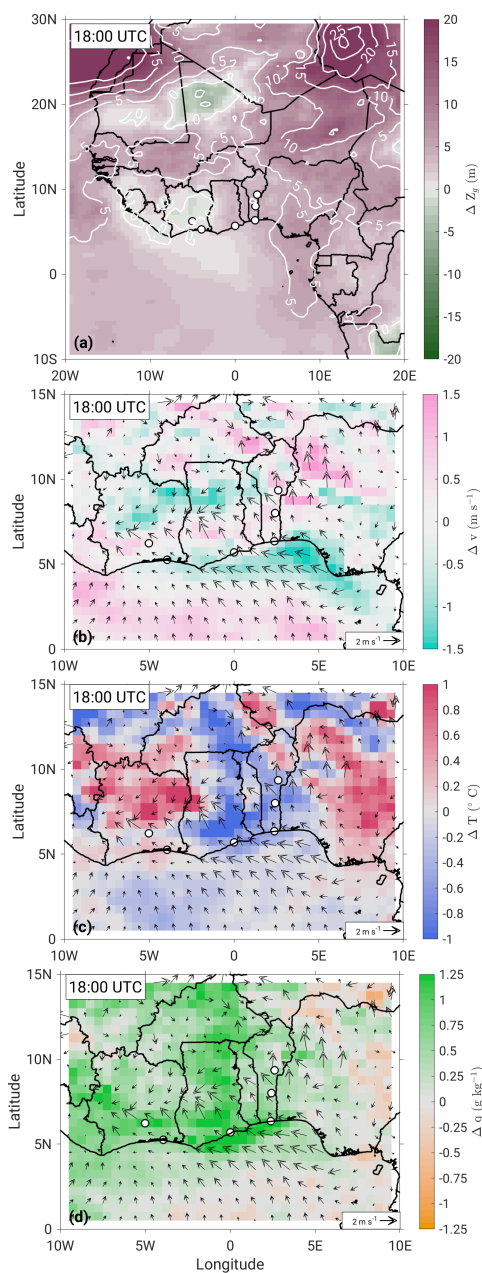 30N
18:00 UTC
20N
10N
0
10S
Latitude
(a)
20W
10W
0
10E
20E
20
15
10
5
0
-5
-10
-15
-20
Δ Zg (m)
15N
18:00 UTC
10N
5N
0
Latitude
(b)
2 m s⁻¹
10W
5W
0
5E
10E
1.5
1
0.5
0
-0.5
-1
-1.5
Δ v (m s⁻¹)
15N
18:00 UTC
10N
5N
0
Latitude
(c)
2 m s⁻¹
10W
5W
0
5E
10E
1
0.8
0.6
0.4
0.2
0
-0.2
-0.4
-0.6
-0.8
-1
Δ T (° C)
15N
18:00 UTC
10N
5N
0
Latitude
(d)
2 m s⁻¹
10W
5W
0
5E
10E
Longitude
1.25
1
0.75
0.5
0.25
0
-0.25
-0.5
-0.75
-1
-1.25
Δ q (g kg⁻¹)